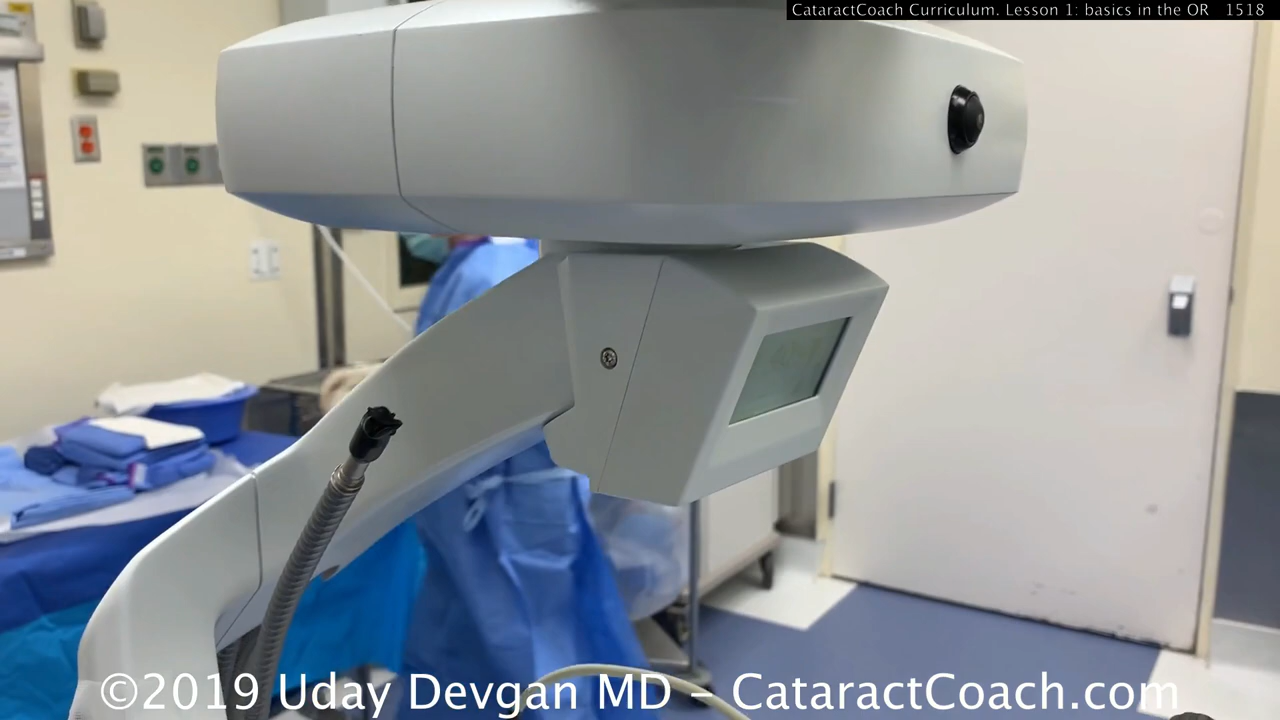 CataractCoach Curriculum. Lesson 1: basics in the OR 1518
©2019 Uday Devgan MD – CataractCoach.com